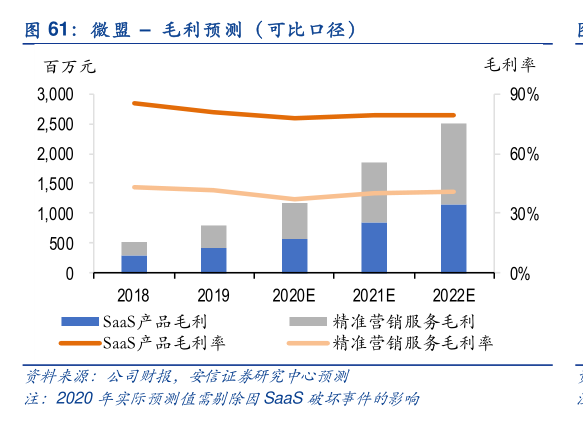 图 61：微盟 – 毛利预测（可比口径）
百万元 毛利率
3,000 90%
2,500
2,000 60%
1,500
1,000 30%
500
0 0%
2018 2019 2020E 2021E 2022E
SaaS产品毛利 精准营销服务毛利
SaaS产品毛利率 精准营销服务毛利率
资料来源：公司财报，安信证券研究中心预测
注：2020 年实际预测值需剔除因 SaaS 破坏事件的影响